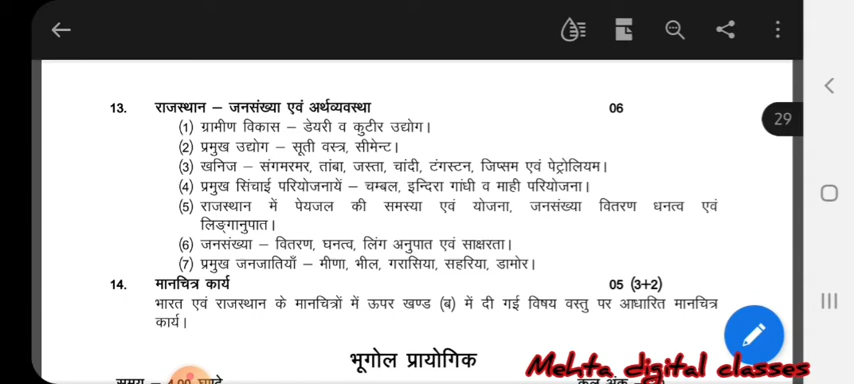 13. राजस्थान – जनसंख्या एवं अर्थव्यवस्था 06
(1) ग्रामीण विकास – डेयरी व कुटीर उद्योग।
(2) प्रमुख उद्योग – सूती वस्त्र, सीमेन्ट।
(3) खनिज – संगमरमर, तांबा, जस्ता, चांदी, टंगस्टन, जिप्सम एवं पेट्रोलियम।
(4) प्रमुख सिंचाई परियोजनायें – चम्बल, इन्दिरा गांधी व माही परियोजना।
(5) राजस्थान में पेयजल की समस्या एवं योजना, जनसंख्या वितरण धनत्व एवं
लिङ्गानुपात।
(6) जनसंख्या – वितरण, घनत्व, लिंग अनुपात एवं साक्षरता।
(7) प्रमुख जनजातियाँ – मीणा, भील, गरासिया, सहरिया, डामोर।
14. मानचित्र कार्य 05 (3+2)
भारत एवं राजस्थान के मानचित्रों में ऊपर खण्ड (ब) में दी गई विषय वस्तु पर आधारित मानचित्र
कार्य।
भूगोल प्रायोगिक
29
Mehta digital classes